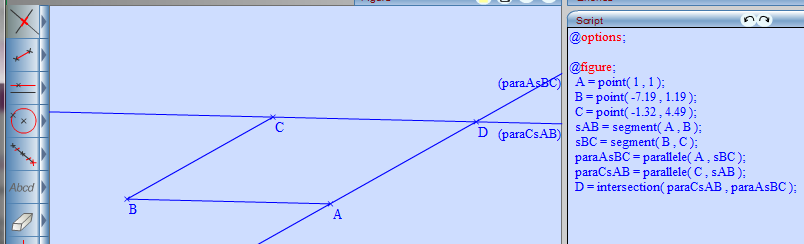 Script
@options;
@figure;
A = point( 1 , 1 );
B = point( -7.19 , 1.19 );
C = point( -1.32 , 4.49 );
sAB = segment( A , B );
sBC = segment( B , C );
paraAsBC = parallele( A , sBC );
paraCsAB = parallele( C , sAB );
D = intersection( paraCsAB , paraAsBC );
(paraAsBC)
C
D
(paraCsAB)
Abcd
B
A